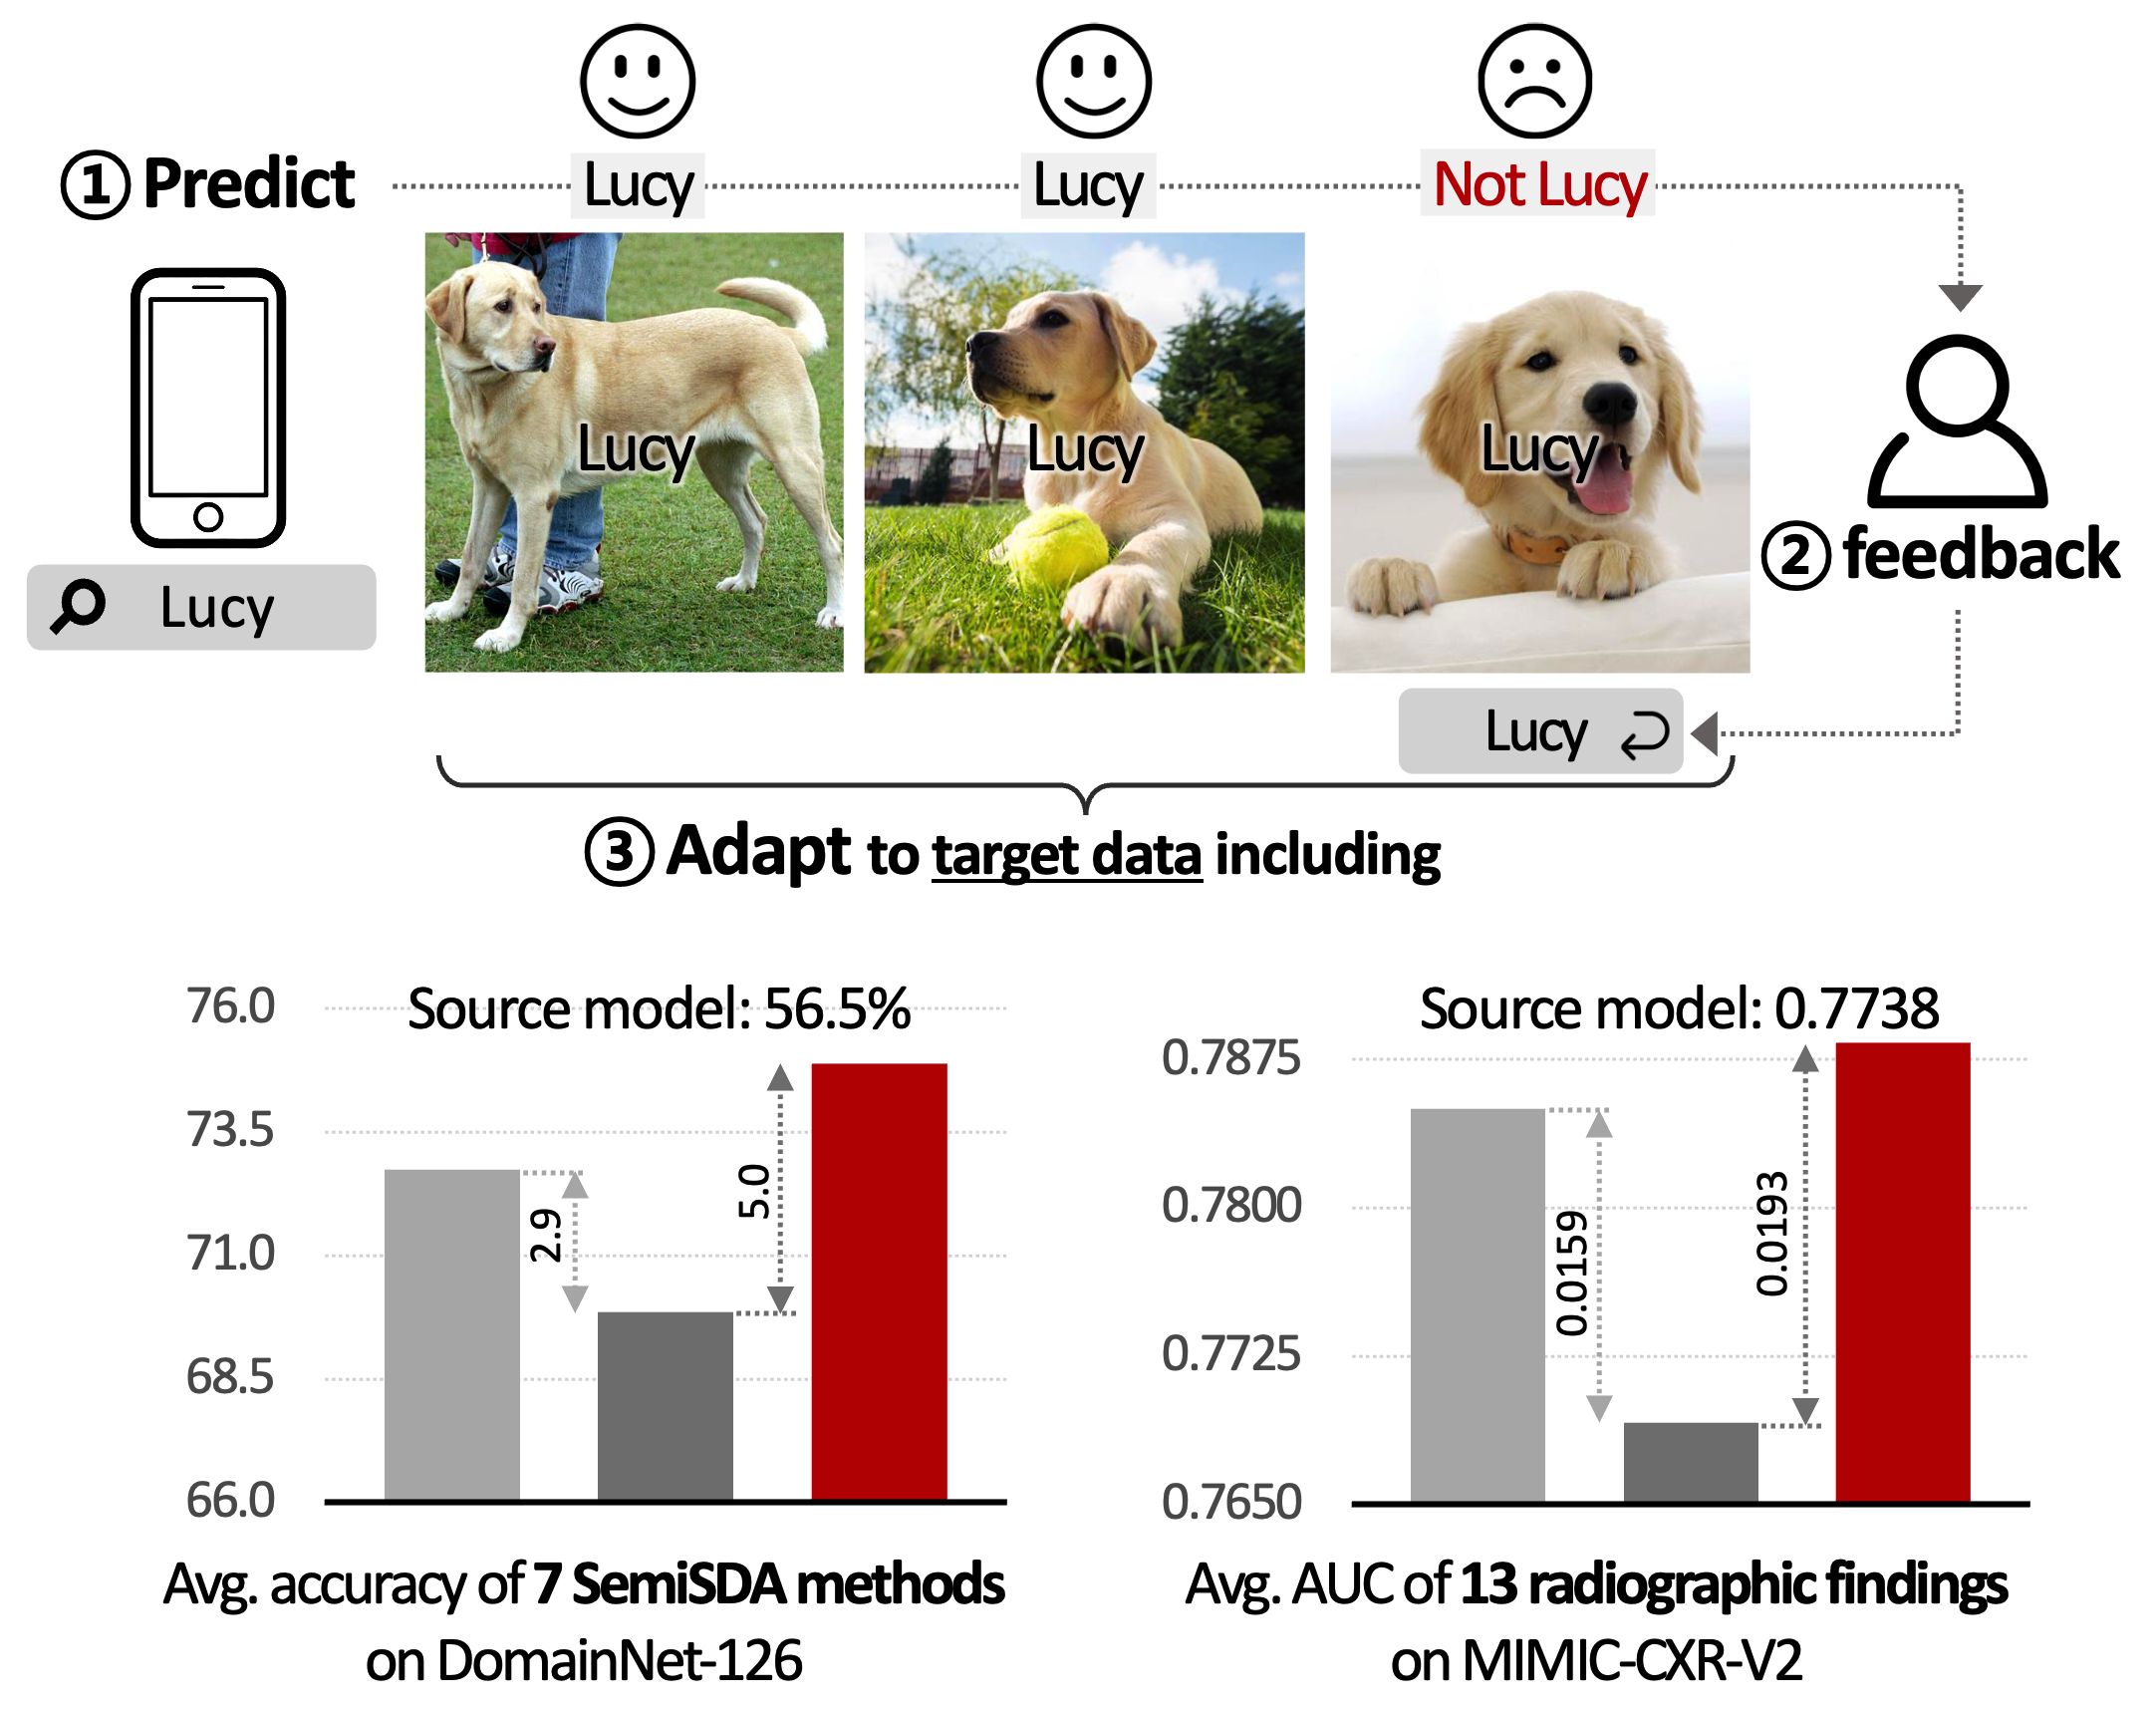 ① Predict
Lucy
Lucy
Not Lucy
Lucy
Lucy
Lucy
Lucy
② feedback
Lucy
③ Adapt to target data including
Source model: 56.5%
76.0
73.5
71.0
68.5
66.0
2.9
5.0
Avg. accuracy of 7 SemiSDA methods
on DomainNet-126
Source model: 0.7738
0.7875
0.7800
0.7725
0.7650
0.0159
0.0193
Avg. AUC of 13 radiographic findings
on MIMIC-CXR-V2